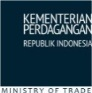 KEMENTERIAN
PERDAGANGAN
REPUBLIK INDONESIA
MINISTRY OF TRADE